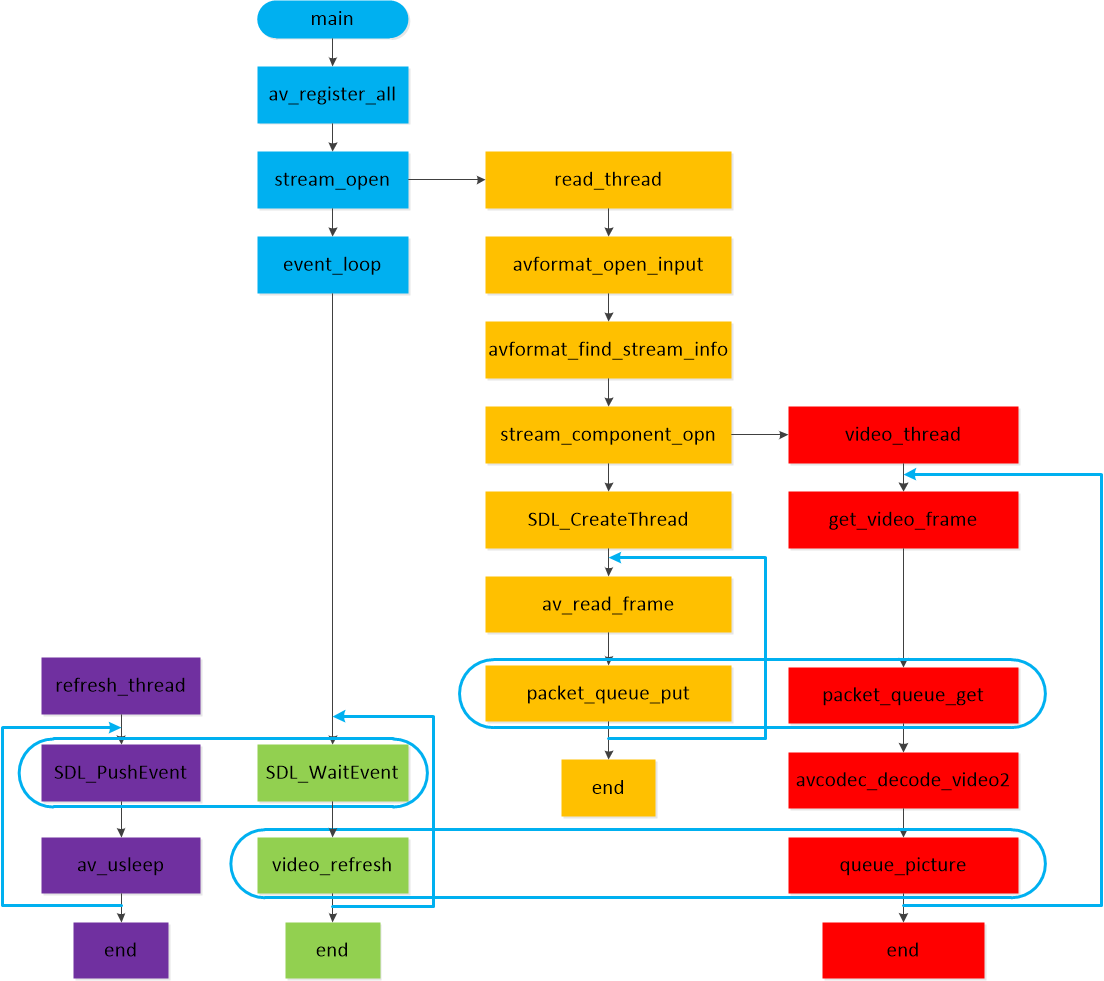 main
av_register_all
stream_open
read_thread
event_loop
avformat_open_input
avformat_find_stream_info
stream_component_opn
video_thread
SDL_CreateThread
get_video_frame
av_read_frame
refresh_thread
packet_queue_put
packet_queue_get
SDL_PushEvent
SDL_WaitEvent
end
avcodec_decode_video2
av_usleep
video_refresh
queue_picture
end
end
end